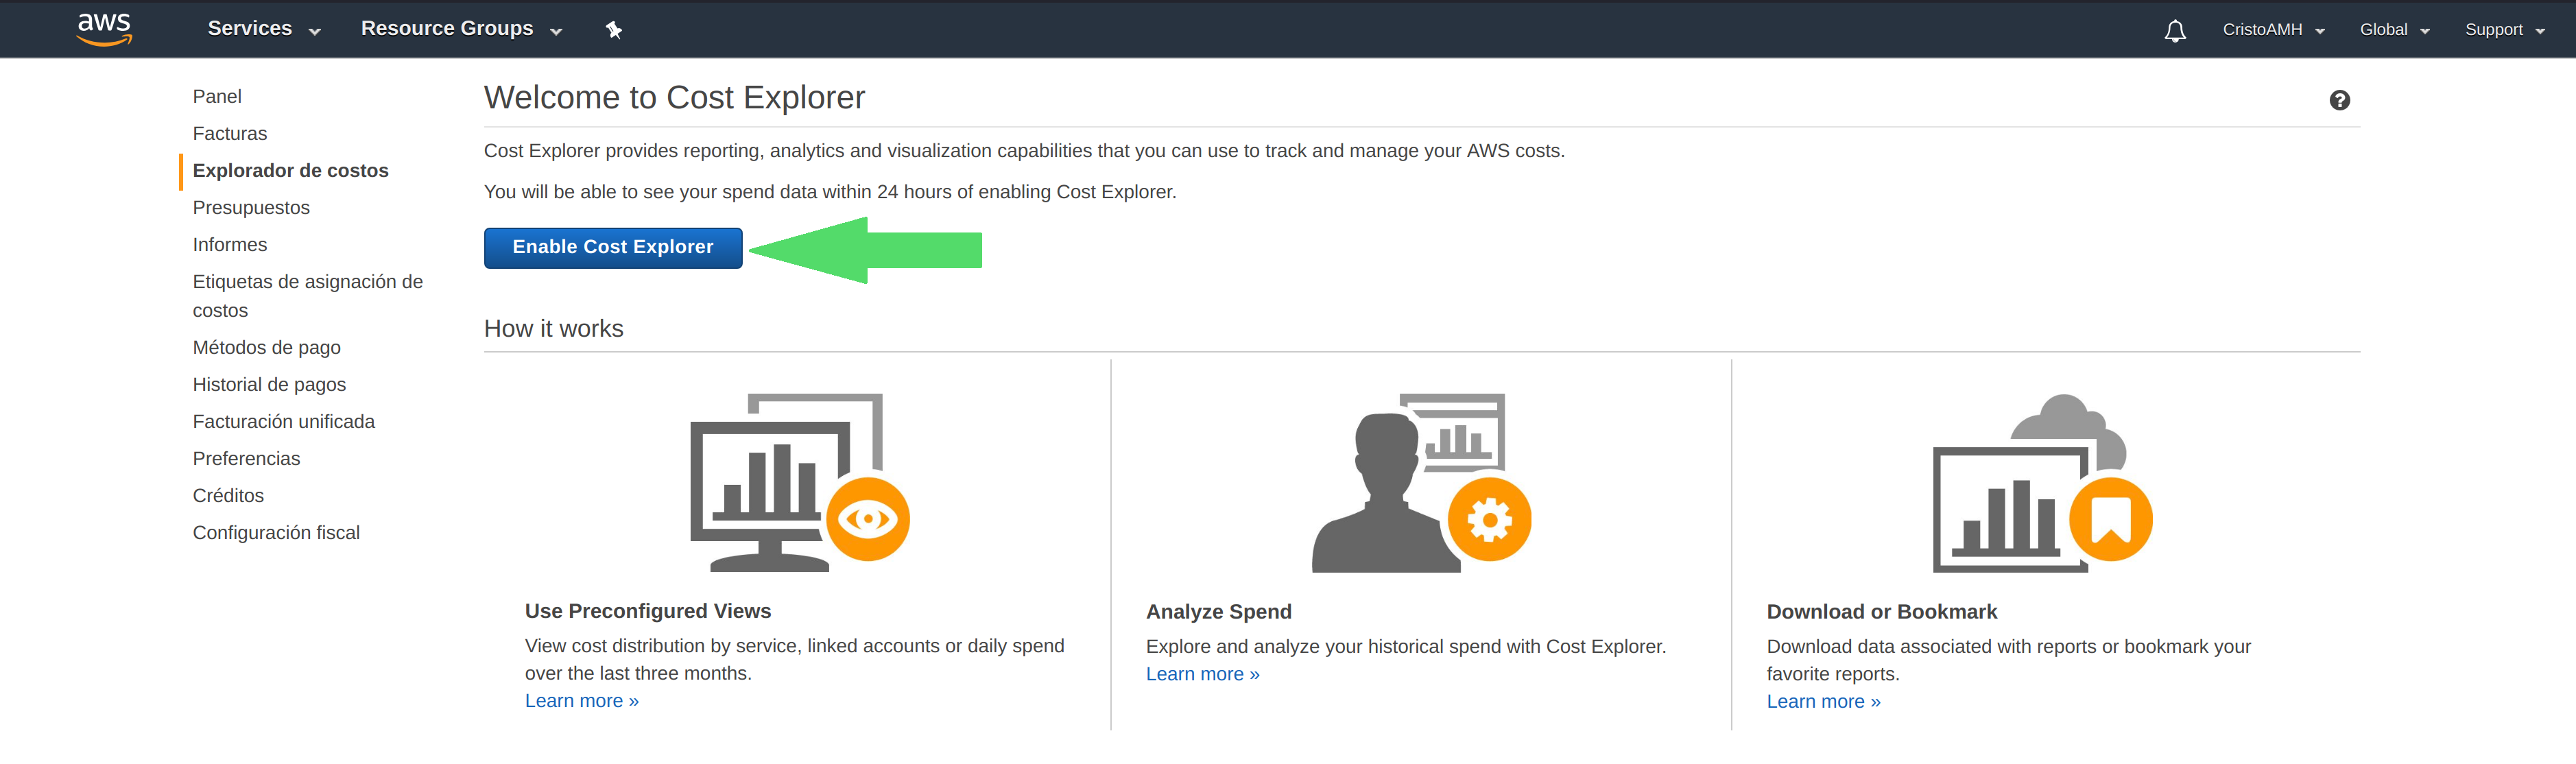 aws Services Resource Groups CristoAMH Global Support
Panel
Facturas
Explorador de costos
Presupuestos
Informes
Etiquetas de asignación de
costos
Métodos de pago
Historial de pagos
Facturación unificada
Preferencias
Créditos
Configuración fiscal
Welcome to Cost Explorer
?
Cost Explorer provides reporting, analytics and visualization capabilities that you can use to track and manage your AWS costs.
You will be able to see your spend data within 24 hours of enabling Cost Explorer.
Enable Cost Explorer
How it works
Use Preconfigured Views
View cost distribution by service, linked accounts or daily spend
over the last three months.
Learn more »
Analyze Spend
Explore and analyze your historical spend with Cost Explorer.
Learn more »
Download or Bookmark
Download data associated with reports or bookmark your
favorite reports.
Learn more »